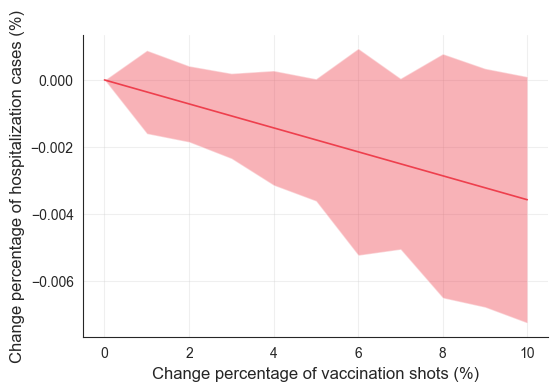 Change percentage of hospitalization cases (%)
0.000
−0.002
−0.004
−0.006
0 2 4 6 8 10
Change percentage of vaccination shots (%)